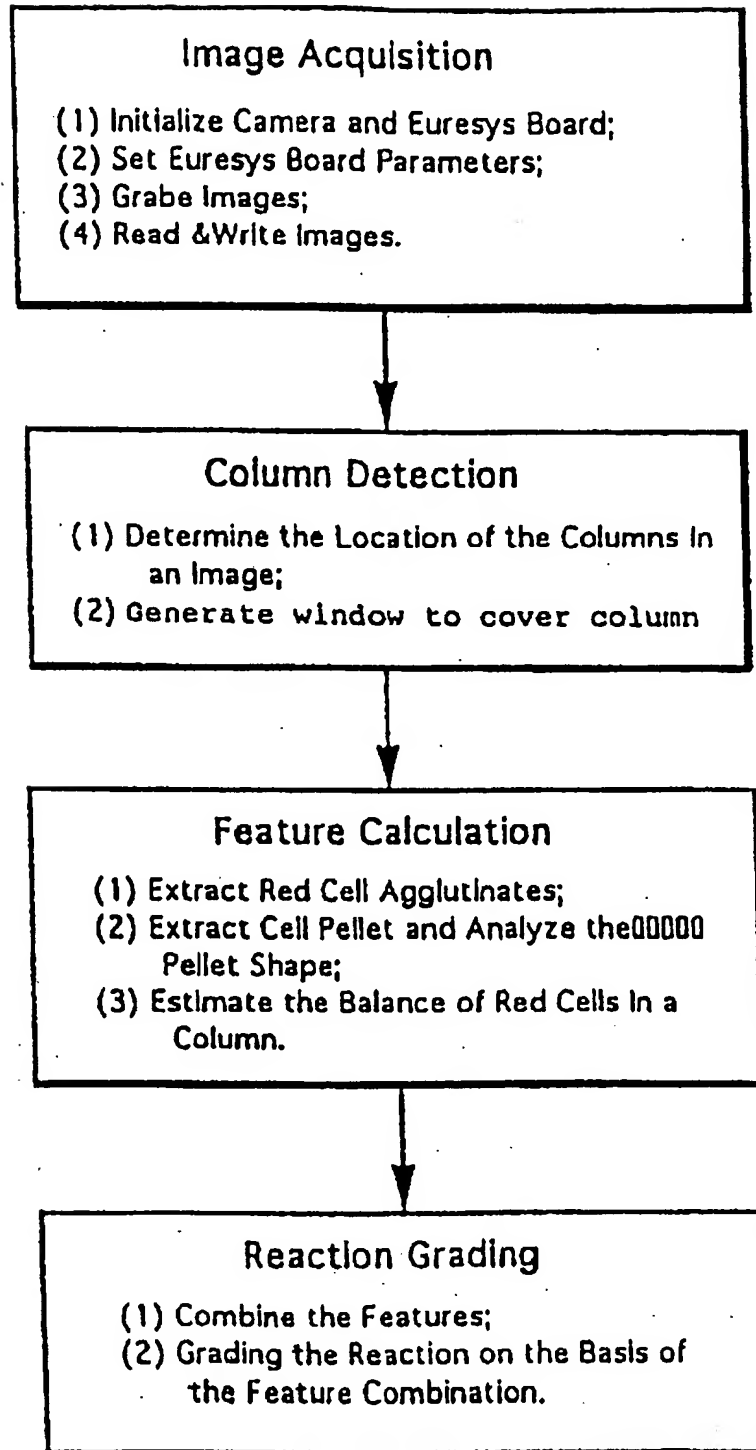 Image Acquisition
(1) Initialize Camera and Euresys Board;
(2) Set Euresys Board Parameters;
(3) Grabe Images;
(4) Read &Write Images.
Column Detection
(1) Determine the Location of the Columns in
an Image;
(2) Generate window to cover column
Feature Calculation
(1) Extract Red Cell Agglutinates;
(2) Extract Cell Pellet and Analyze the▯▯▯▯▯
Pellet Shape;
(3) Estimate the Balance of Red Cells in a
Column.
Reaction Grading
(1) Combine the Features;
(2) Grading the Reaction on the Basis of
the Feature Combination.